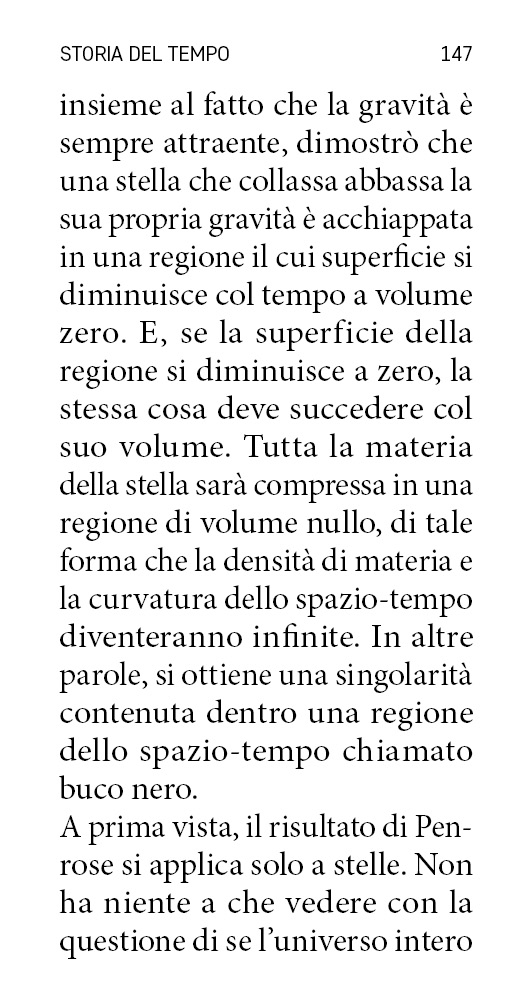 STORIA DEL TEMPO 147
insieme al fatto che la gravità è
sempre attraente, dimostrò che
una stella che collassa abbassa la
sua propria gravità è acchiappata
in una regione il cui superficie si
diminuisce col tempo a volume
zero. E, se la superficie della
regione si diminuisce a zero, la
stessa cosa deve succedere col
suo volume. Tutta la materia
della stella sarà compressa in una
regione di volume nullo, di tale
forma che la densità di materia e
la curvatura dello spazio-tempo
diventeranno infinite. In altre
parole, si ottiene una singolarità
contenuta dentro una regione
dello spazio-tempo chiamato
buco nero.
A prima vista, il risultato di Pen-
rose si applica solo a stelle. Non
ha niente a che vedere con la
questione di se l’universo intero